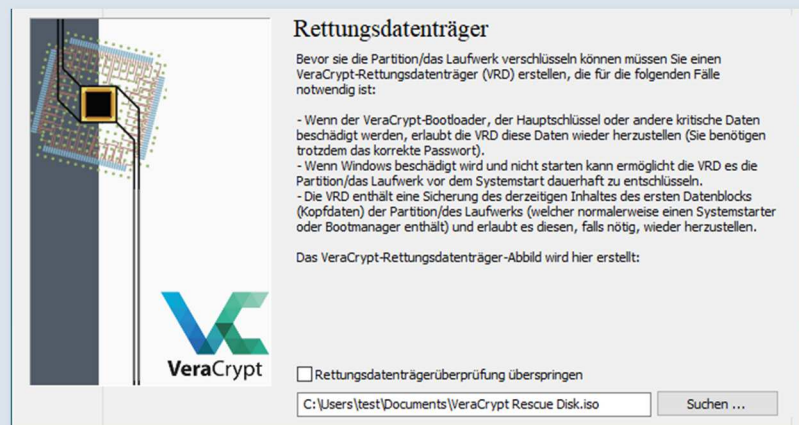 Rettungsdatenträger
Bevor sie die Partition/das Laufwerk verschlüsseln können müssen Sie einen
VeraCrypt-Rettungsdatenträger (VRD) erstellen, die für die folgenden Fälle
notwendig ist:
- Wenn der VeraCrypt-Bootloader, der Hauptschlüssel oder andere kritische Daten
beschädigt werden, erlaubt die VRD diese Daten wieder herzustellen (Sie benötigen
trotzdem das korrekte Passwort).
- Wenn Windows beschädigt wird und nicht starten kann ermöglicht die VRD es die
Partition/das Laufwerk vor dem Systemstart dauerhaft zu entschlüsseln.
- Die VRD enthält eine Sicherung des derzeitigen Inhaltes des ersten Datenblocks
(Kopfdaten) der Partition/des Laufwerks (welcher normalerweise einen Systemstarter
oder Bootmanager enthält) und erlaubt es diesen, falls nötig, wieder herzustellen.
Das VeraCrypt-Rettungsdatenträger-Abbild wird hier erstellt:
VeraCrypt
Rettungsdatenträgerüberprüfung überspringen
C:\Users\test\Documents\VeraCrypt Rescue Disk.iso
Suchen ...